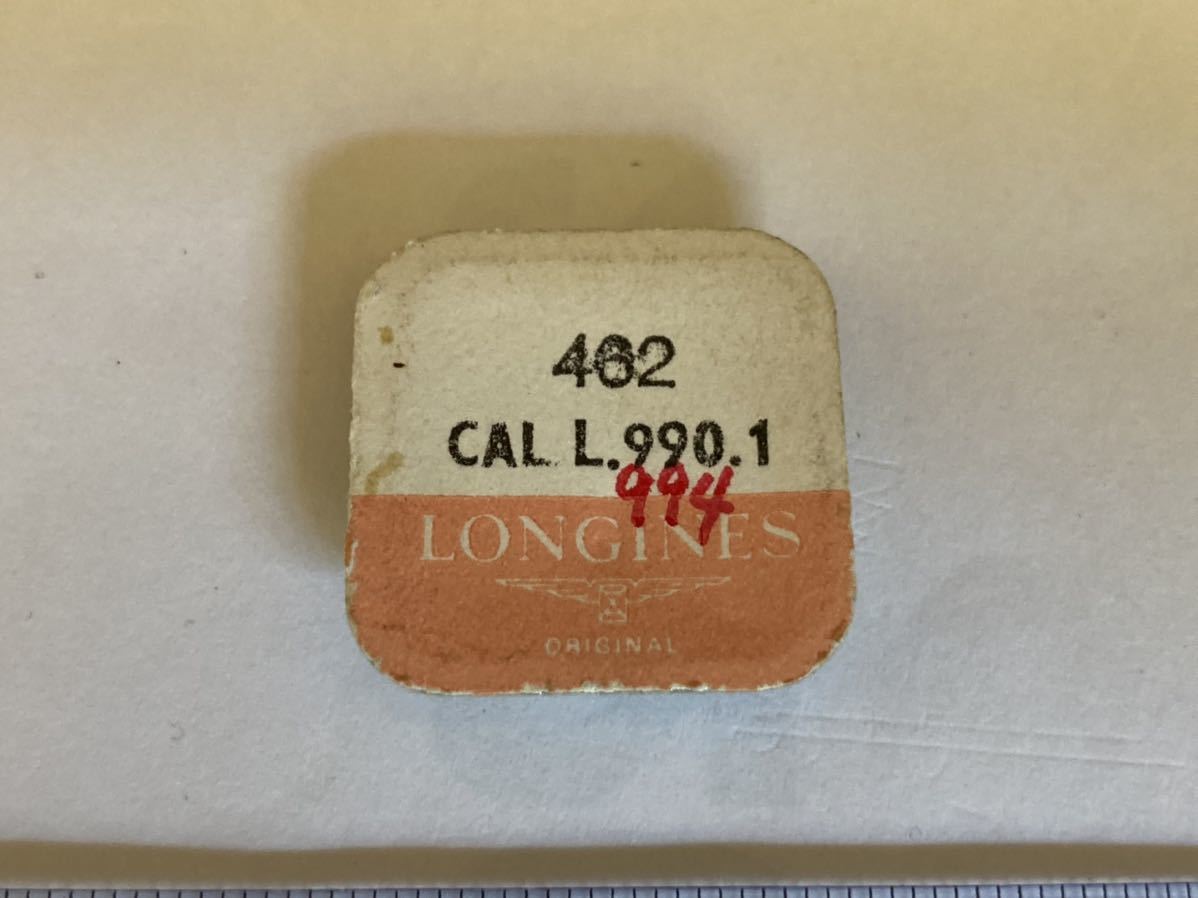 462
CAL L.990.1
994
LONGINES
ORIGINAL